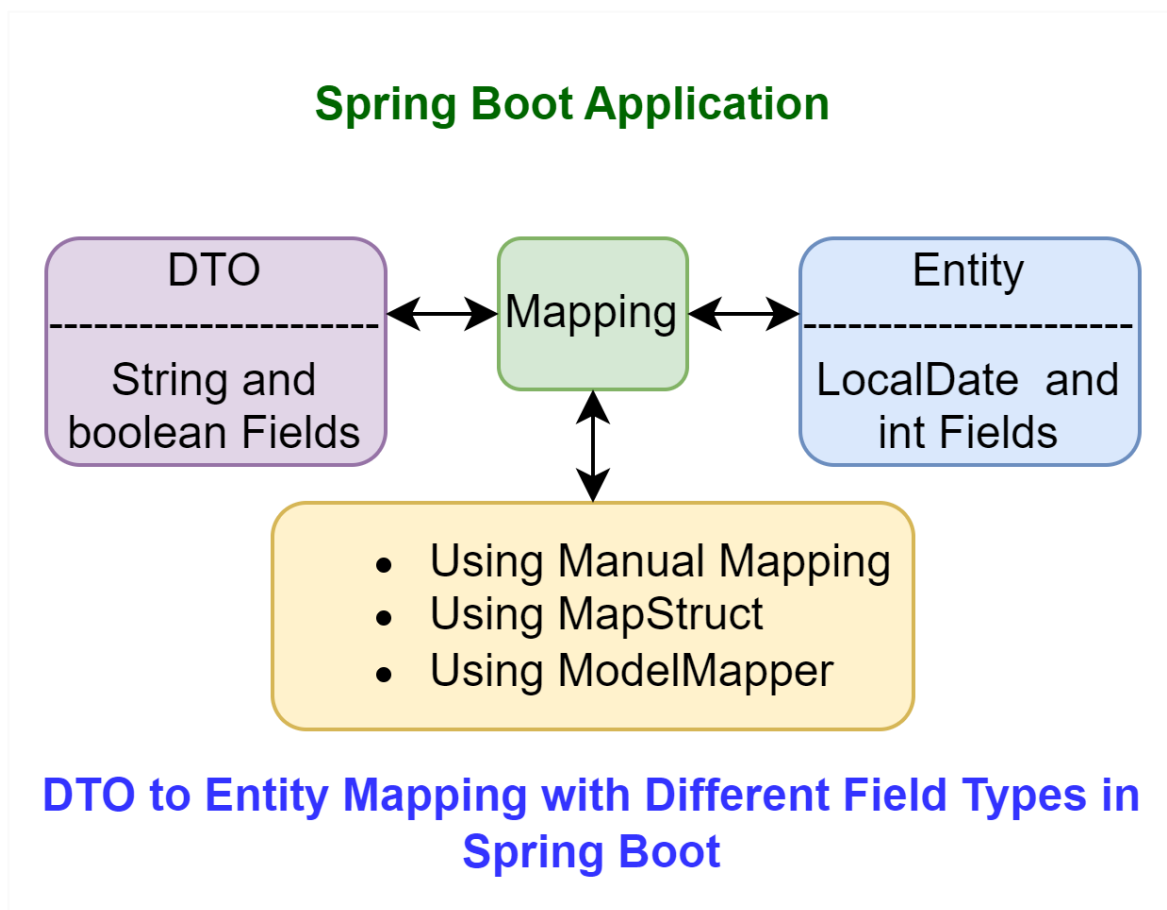 Spring Boot Application
DTO
----------------------
String and
boolean Fields
Mapping
Entity
----------------------
LocalDate and
int Fields
• Using Manual Mapping
• Using MapStruct
• Using ModelMapper
DTO to Entity Mapping with Different Field Types in
Spring Boot